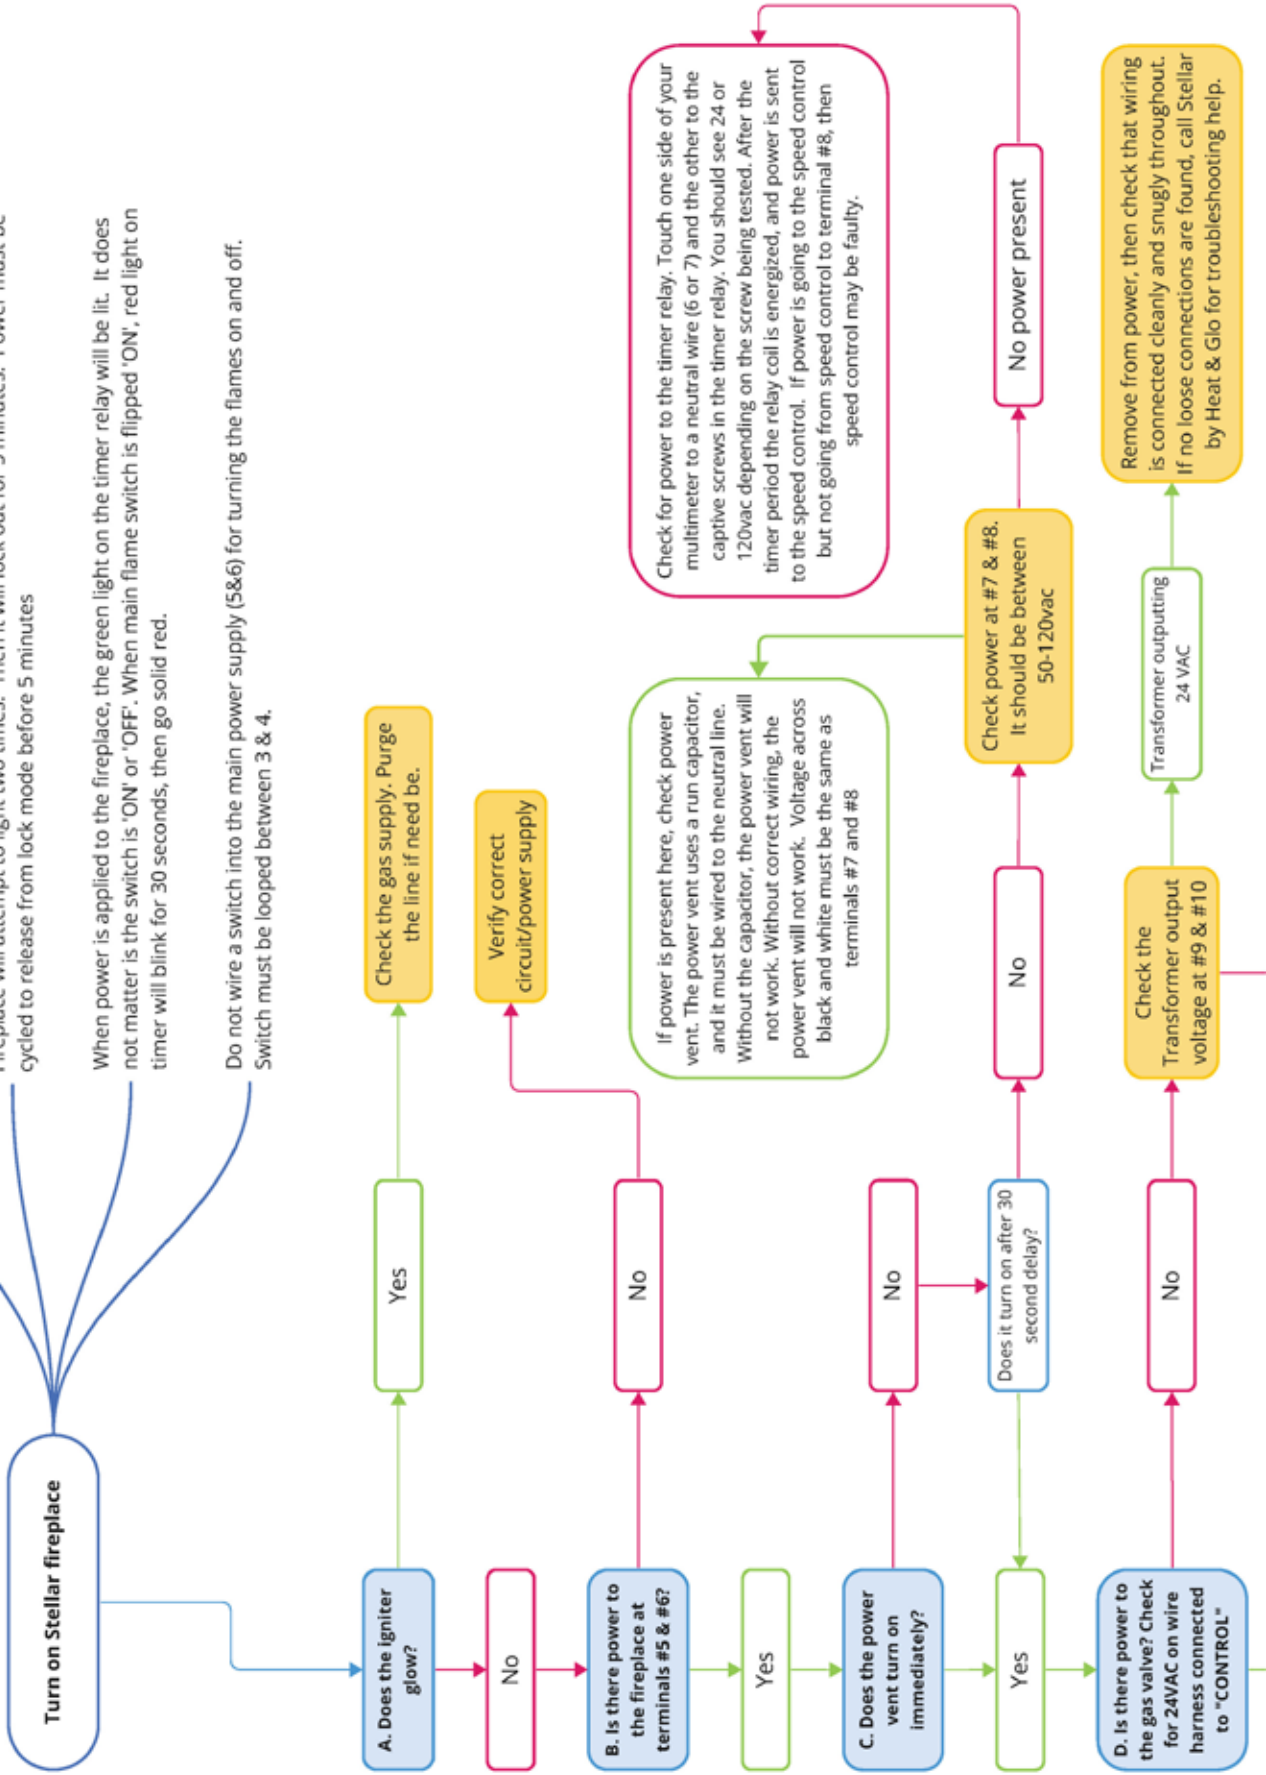 Turn on Stellar fireplace
cycled to release from lock mode before 5 minutes
When power is applied to the fireplace, the green light on the timer relay will be lit. It does
not matter is the switch is 'ON' or 'OFF'. When main flame switch is flipped 'ON', red light on
timer will blink for 30 seconds, then go solid red.
Do not wire a switch into the main power supply (5&6) for turning the flames on and off.
Switch must be looped between 3 & 4.
A. Does the igniter
glow?
Yes
Check the gas supply. Purge
the line if need be.
No
B. Is there power to
the fireplace at
terminals #5 & #6?
No
Verify correct
circuit/power supply
Yes
C. Does the power
vent turn on
immediately?
No
Does it turn on after 30
second delay?
No
Check power at #7 & #8.
It should be between
50-120vac
If power is present here, check power
vent. The power vent uses a run capacitor,
and it must be wired to the neutral line.
Without the capacitor, the power vent will
not work. Without correct wiring, the
power vent will not work. Voltage across
black and white must be the same as
terminals #7 and #8
No power present
Check for power to the timer relay. Touch one side of your
multimeter to a neutral wire (6 or 7) and the other to the
captive screws in the timer relay. You should see 24 or
120vac depending on the screw being tested. After the
timer period the relay coil is energized, and power is sent
to the speed control. If power is going to the speed control
but not going from speed control to terminal #8, then
speed control may be faulty.
Yes
D. Is there power to
the gas valve? Check
for 24VAC on wire
harness connected
to "CONTROL"
No
Check the
Transformer output
voltage at #9 & #10
Transformer outputting
24 VAC
Remove from power, then check that wiring
is connected cleanly and snugly throughout.
If no loose connections are found, call Stellar
by Heat & Glo for troubleshooting help.